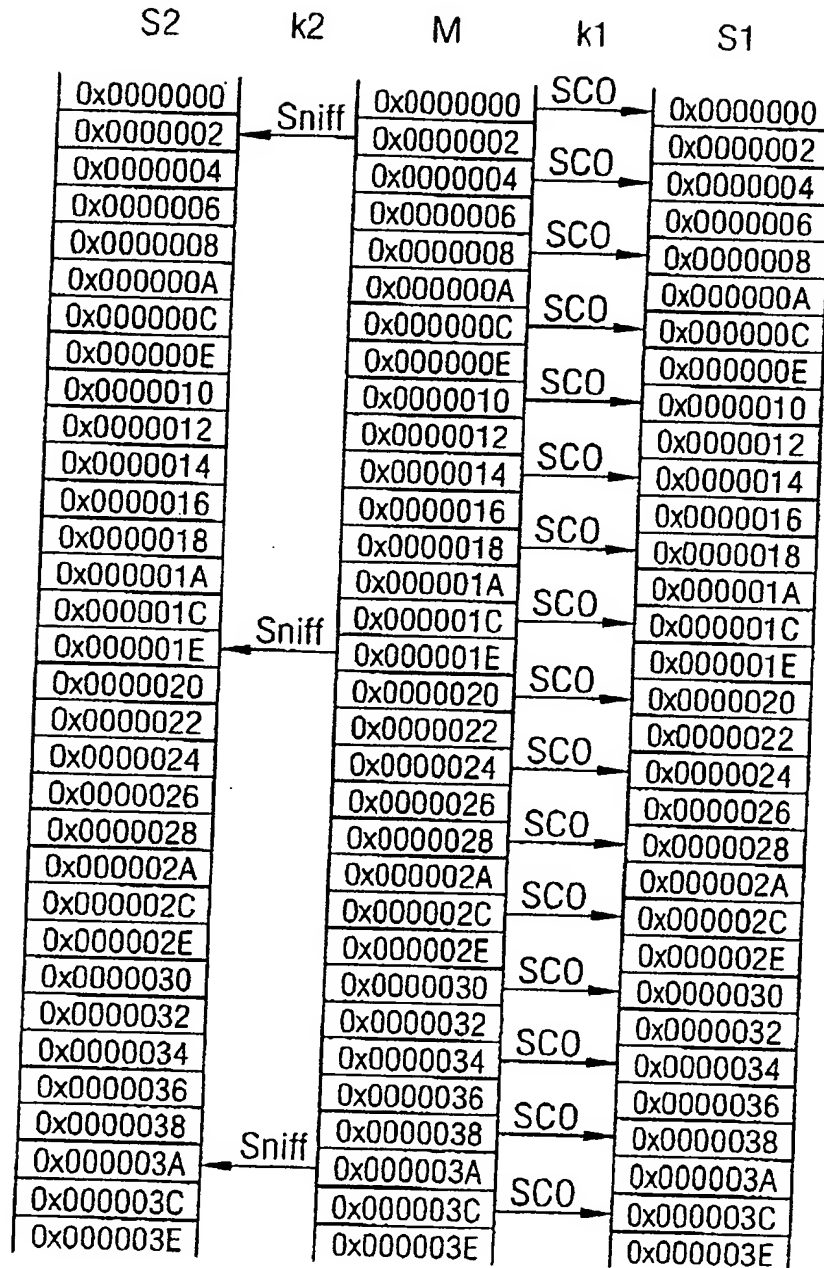 S2 k2 M k1 S1
0x0000000 0x0000000 SCO 0x0000000
0x0000002 Sniff 0x0000002 0x0000002
0x0000004 0x0000004 SCO 0x0000004
0x0000006 0x0000006 0x0000006
0x0000008 0x0000008 SCO 0x0000008
0x000000A 0x000000A 0x000000A
0x000000C 0x000000C SCO 0x000000C
0x000000E 0x000000E 0x000000E
0x0000010 0x0000010 SCO 0x0000010
0x0000012 0x0000012 0x0000012
0x0000014 0x0000014 SCO 0x0000014
0x0000016 0x0000016 0x0000016
0x0000018 0x0000018 SCO 0x0000018
0x000001A 0x000001A 0x000001A
0x000001C 0x000001C SCO 0x000001C
0x000001E Sniff 0x000001E 0x000001E
0x0000020 0x0000020 SCO 0x0000020
0x0000022 0x0000022 0x0000022
0x0000024 0x0000024 SCO 0x0000024
0x0000026 0x0000026 0x0000026
0x0000028 0x0000028 SCO 0x0000028
0x000002A 0x000002A 0x000002A
0x000002C 0x000002C SCO 0x000002C
0x000002E 0x000002E 0x000002E
0x0000030 0x0000030 SCO 0x0000030
0x0000032 0x0000032 0x0000032
0x0000034 0x0000034 SCO 0x0000034
0x0000036 0x0000036 0x0000036
0x0000038 0x0000038 SCO 0x0000038
0x000003A Sniff 0x000003A 0x000003A
0x000003C 0x000003C SCO 0x000003C
0x000003E 0x000003E 0x000003E